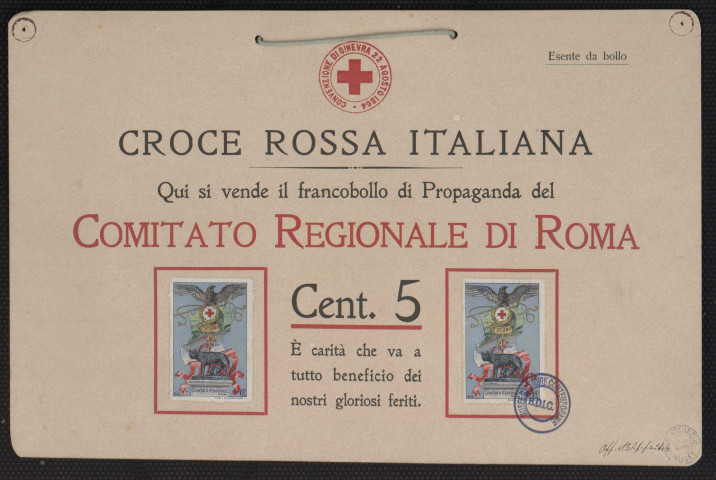 CONVENZIONE DI GINEVRA 22 AGOSTO 1864
Esente da bollo
CROCE ROSSA ITALIANA
Qui si vende il francobollo di Propaganda del
COMITATO REGIONALE DI ROMA
Cent. 5
È carità che va a
tutto beneficio dei
nostri gloriosi feriti.